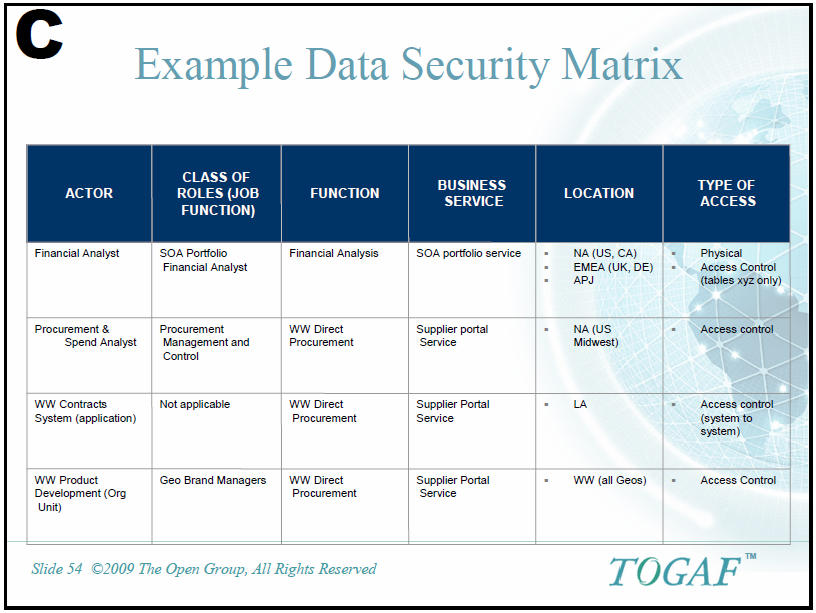 C
Example Data Security Matrix
ACTOR
CLASS OF
ROLES (JOB
FUNCTION)
FUNCTION
BUSINESS
SERVICE
LOCATION
TYPE OF
ACCESS
Financial Analyst
SOA Portfolio
Financial Analyst
Financial Analysis
SOA portfolio service
▪ NA (US, CA)
▪ EMEA (UK, DE)
▪ APJ
▪ Physical
▪ Access Control
(tables xyz only)
Procurement &
Spend Analyst
Procurement
Management and
Control
WW Direct
Procurement
Supplier portal
Service
▪ NA (US
Midwest)
▪ Access control
WW Contracts
System (application)
Not applicable
WW Direct
Procurement
Supplier Portal
Service
▪ LA
▪ Access control
(system to
system)
WW Product
Development (Org
Unit)
Geo Brand Managers
WW Direct
Procurement
Supplier Portal
Service
▪ WW (all Geos)
▪ Access Control
Slide 54 ©2009 The Open Group, All Rights Reserved
TOGAF™